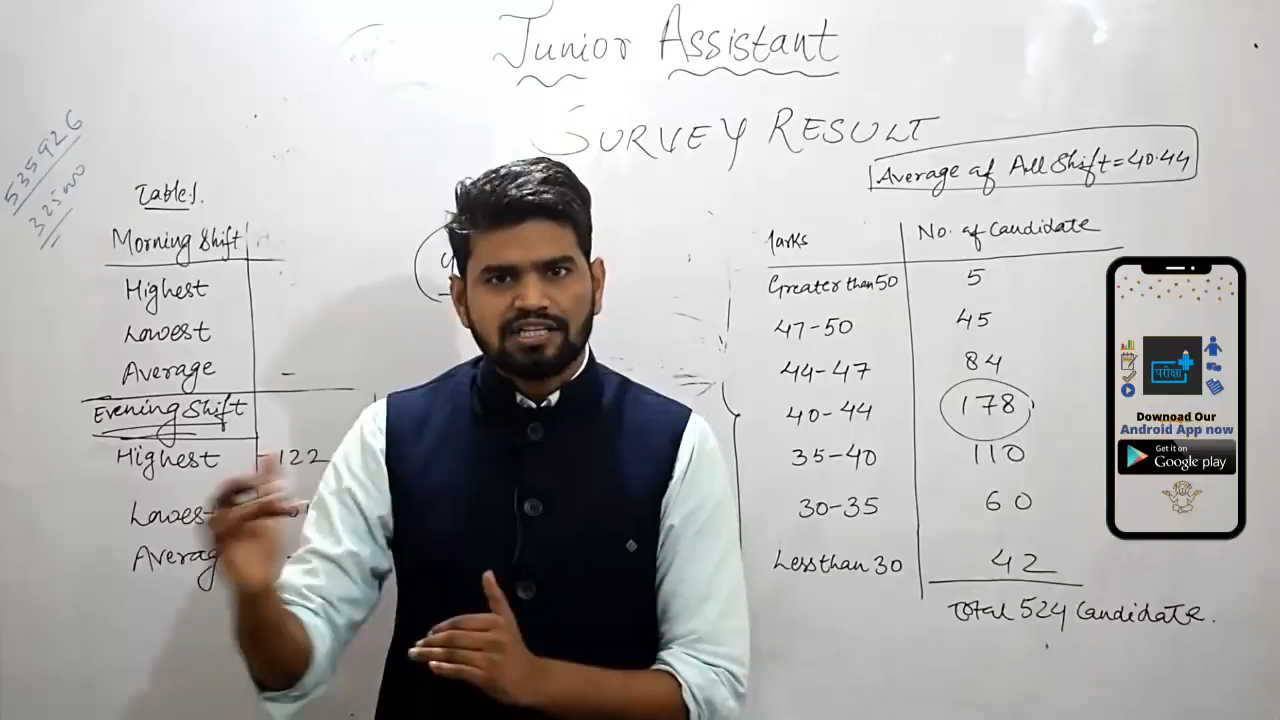 Junior Assistant
SURVEY RESULT
Average of All Shift = 40.44
535926
Table 1.
Morning Shift
Highest
Lowest
Average
Evening Shift
Highest 122
Lowes
Averag
Marks No. of Candidate
Greater than 50 5
47-50 45
44-47 84
40-44 178
35-40 110
30-35 60
Less than 30 42
Total 524 Candidate.
परीक्षा
Downoad Our
Android App now
Get it on
Google play